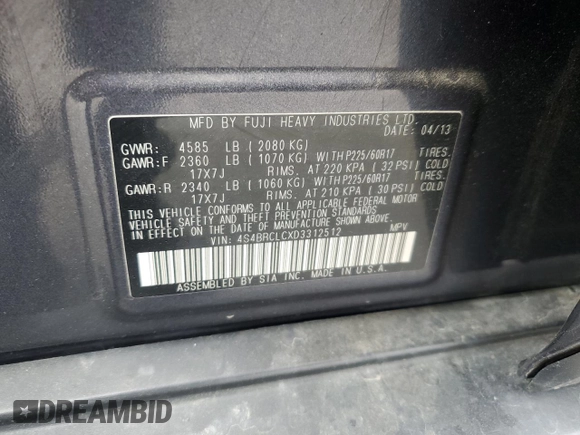 MFD BY FUJI HEAVY INDUSTRIES LTD.
DATE: 04/13
GVWR: 4585 LB (2080 KG)
GAWR:F 2360 LB (1070 KG) WITH P225/60R17 TIRES.
17X7J RIMS. AT 220 KPA ( 32 PSI) COLD
GAWR:R 2340 LB (1060 KG) WITH P225/60R17 TIRES.
17X7J RIMS. AT 210 KPA ( 30 PSI) COLD
THIS VEHICLE CONFORMS TO ALL APPLICABLE FEDERAL MOTOR
VEHICLE SAFETY, BUMPER, AND THEFT PREVENTION STANDARDS
IN EFFECT ON THE DATE OF MANUFACTURE SHOWN ABOVE.
VIN: 4S4BRCLCXD3312512 MPV
ASSEMBLED BY SIA INC. MADE IN U.S.A.
DREAMBID